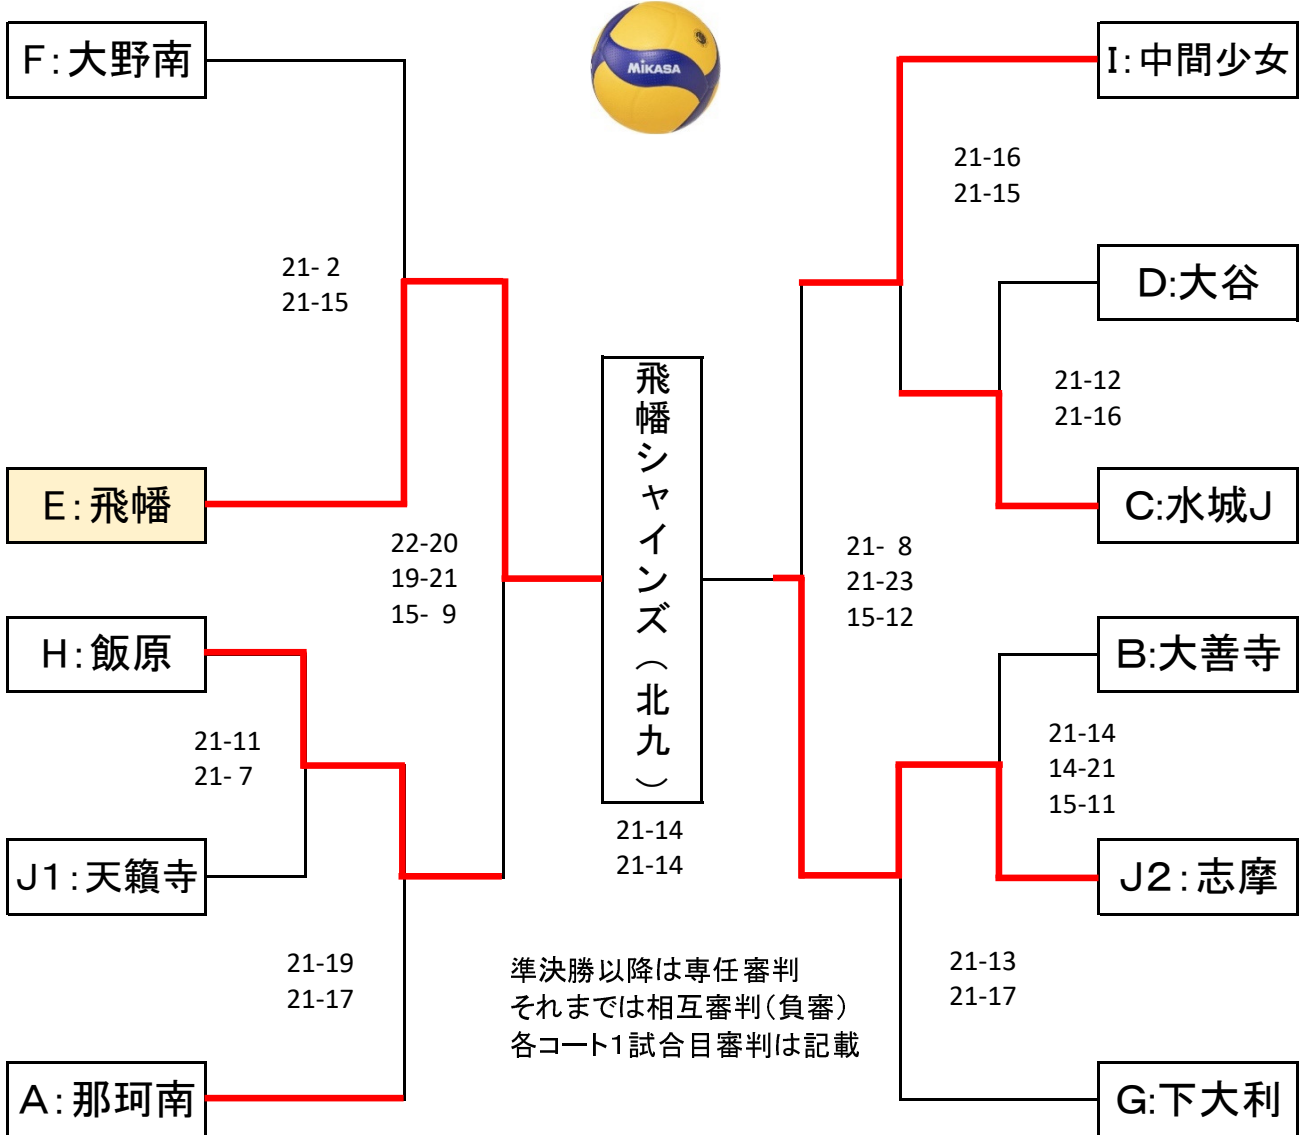 F:大野南
MIKASA
I:中間少女
21-16
21-15
21- 2
21-15
D:大谷
21-12
21-16
E:飛幡
C:水城J
飛幡シャインズ(北九)
22-20
19-21
15- 9
21- 8
21-23
15-12
H:飯原
B:大善寺
21-11
21- 7
21-14
14-21
15-11
21-14
21-14
J1:天籟寺
J2:志摩
21-19
21-17
準決勝以降は専任審判
それまでは相互審判(負審)
各コート1試合目審判は記載
21-13
21-17
A:那珂南
G:下大利